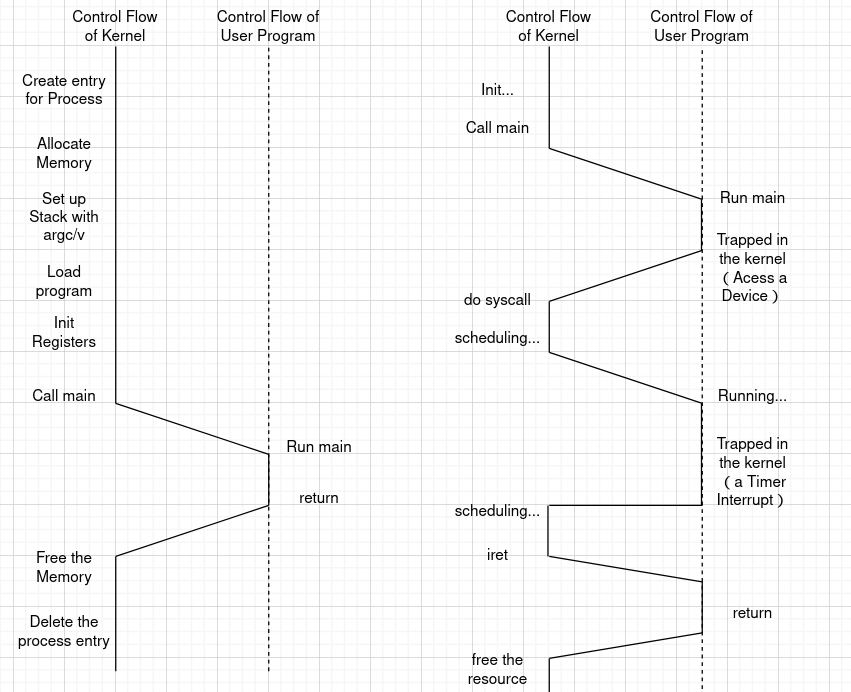 Control Flow
of Kernel
Control Flow of
User Program
Create entry
for Process
Allocate
Memory
Set up
Stack with
argc/v
Load
program
Init
Registers
Call main
Run main
return
Free the
Memory
Delete the
process entry
Control Flow
of Kernel
Control Flow of
User Program
Init...
Call main
Run main
Trapped in
the kernel
( Acess a
Device )
do syscall
scheduling...
Running...
Trapped in
the kernel
( a Timer
Interrupt )
scheduling...
iret
return
free the
resource